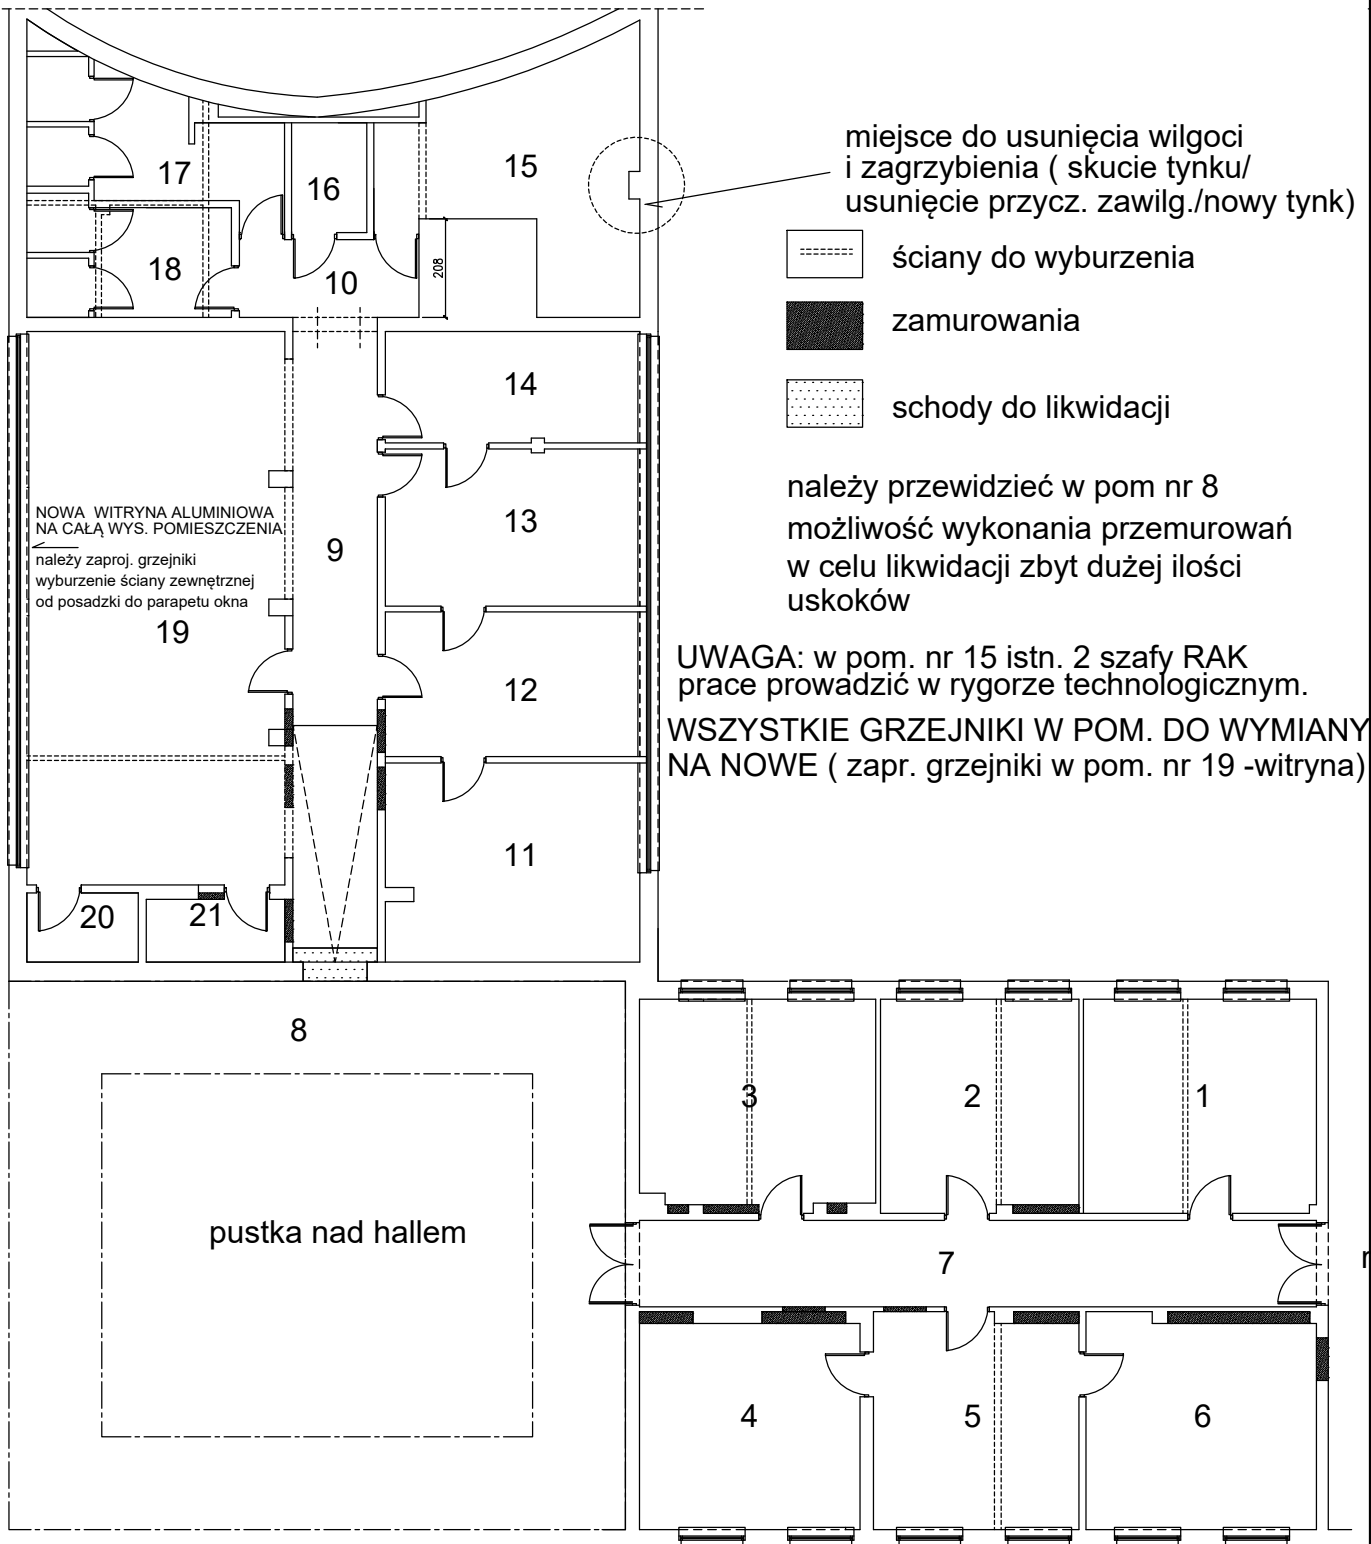 miejsce do usunięcia wilgoci
i zagrzybienia ( skucie tynku/
usunięcie przycz. zawilg./nowy tynk)
ściany do wyburzenia
zamurowania
schody do likwidacji
należy przewidzieć w pom nr 8
możliwość wykonania przemurowań
w celu likwidacji zbyt dużej ilości
uskoków
UWAGA: w pom. nr 15 istn. 2 szafy RAK
prace prowadzić w rygorze technologicznym.
WSZYSTKIE GRZEJNIKI W POM. DO WYMIANY
NA NOWE ( zapr. grzejniki w pom. nr 19 -witryna)
17
16
15
18
10
208
14
13
NOWA WITRYNA ALUMINIOWA
NA CAŁĄ WYS. POMIESZCZENIA
należy zaproj. grzejniki
wyburzenie ściany zewnętrznej
od posadzki do parapetu okna
9
19
12
11
20
21
8
3
2
1
pustka nad hallem
7
4
5
6